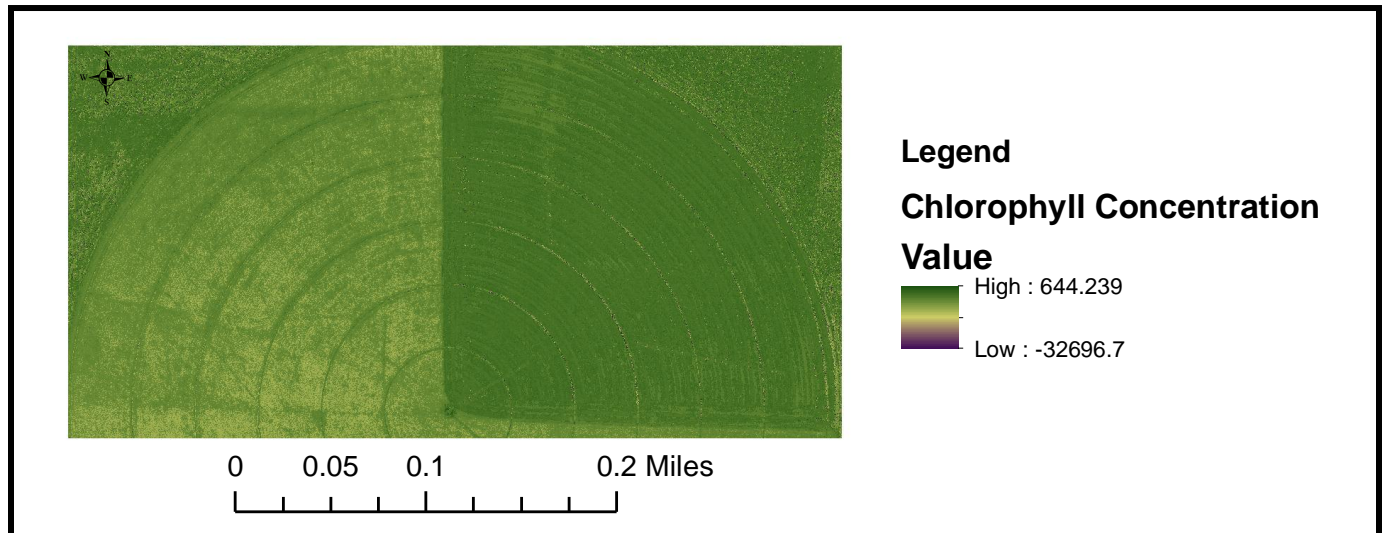 N
W E
S
Legend
Chlorophyll Concentration
Value
High : 644.239
Low : -32696.7
0 0.05 0.1 0.2 Miles